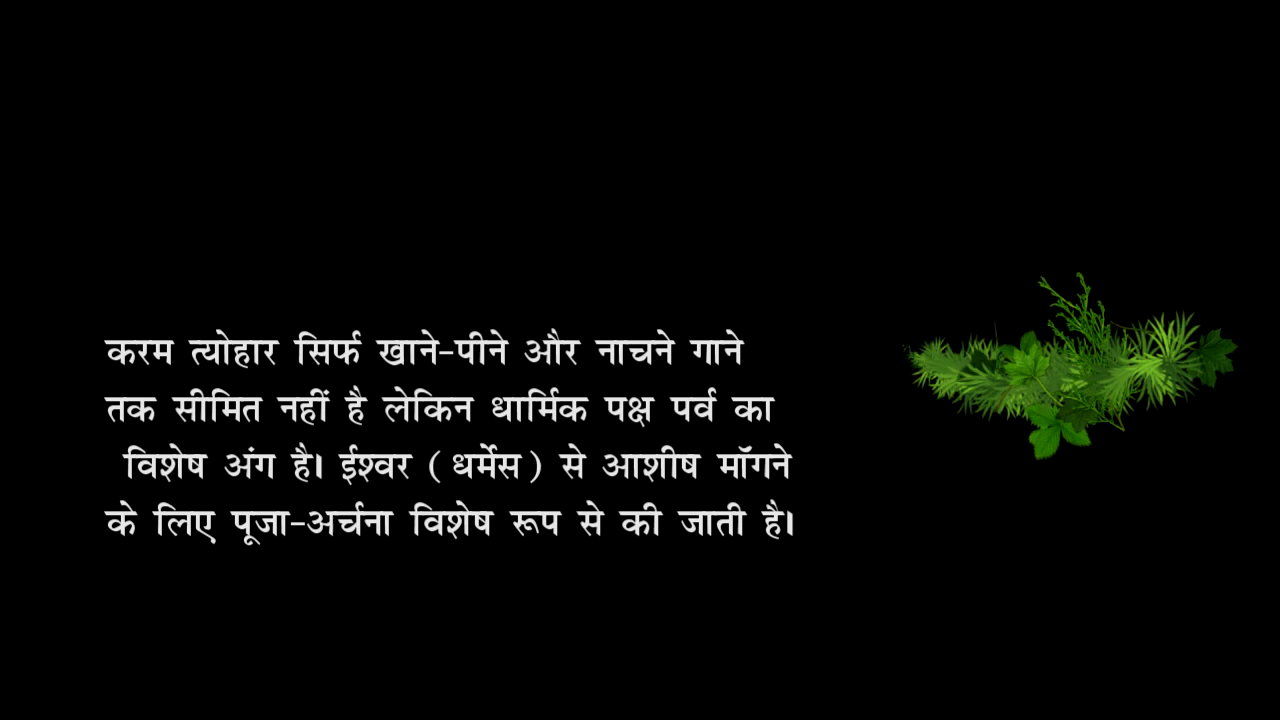 करम त्योहार सिर्फ खाने-पीने और नाचने गाने
तक सीमित नहीं है लेकिन धार्मिक पक्ष पर्व का
विशेष अंग है। ईश्वर (धर्मेस) से आशीष मॉगने
के लिए पूजा-अर्चना विशेष रूप से की जाती है।